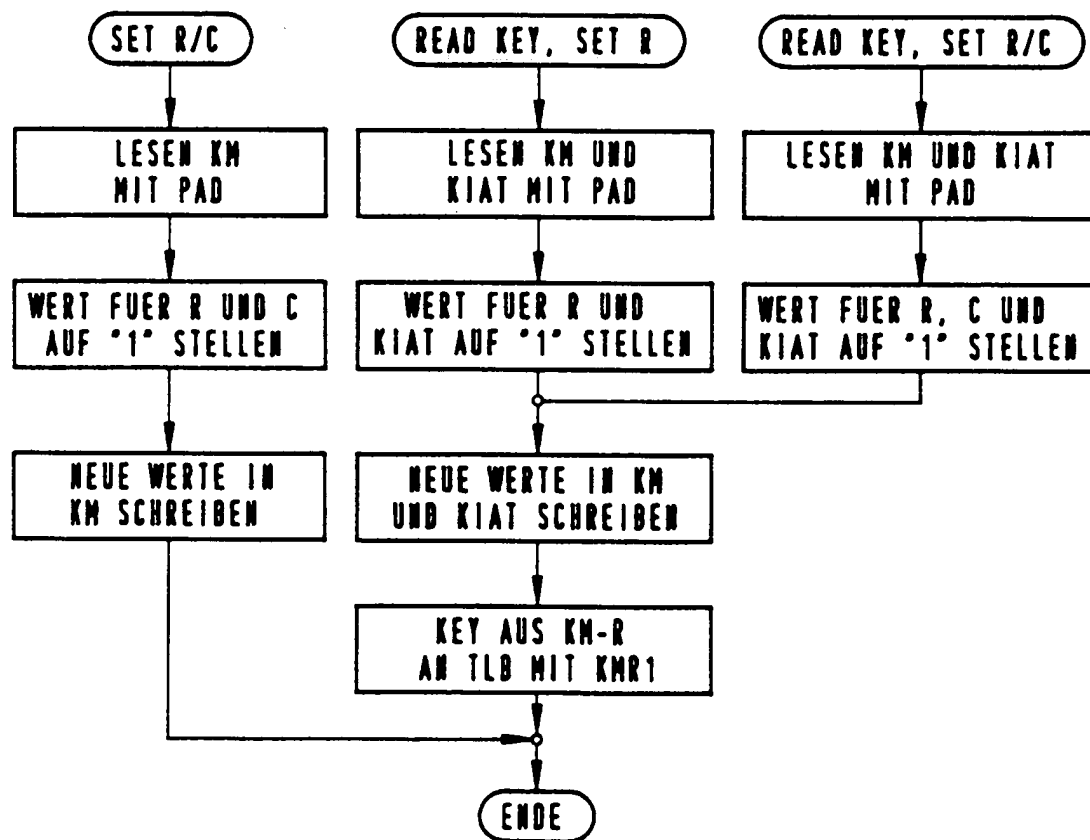 SET R/C
READ KEY, SET R
READ KEY, SET R/C
LESEN KM
MIT PAD
LESEN KM UND
KIAT MIT PAD
LESEN KM UND KIAT
MIT PAD
WERT FUER R UND C
AUF "1" STELLEN
WERT FUER R UND
KIAT AUF "1" STELLEN
WERT FUER R, C UND
KIAT AUF "1" STELLEN
NEUE WERTE IN
KM SCHREIBEN
NEUE WERTE IN KM
UND KIAT SCHREIBEN
KEY AUS KM-R
AN TLB MIT KMR1
ENDE